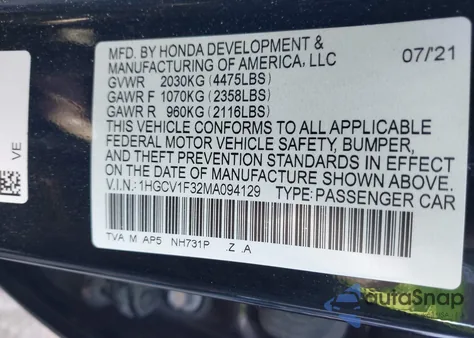 MFD. BY HONDA DEVELOPMENT &
MANUFACTURING OF AMERICA, LLC 07/21
GVWR 2030KG (4475LBS)
GAWR F 1070KG (2358LBS)
GAWR R 960KG (2116LBS)
THIS VEHICLE CONFORMS TO ALL APPLICABLE
FEDERAL MOTOR VEHICLE SAFETY, BUMPER,
AND THEFT PREVENTION STANDARDS IN EFFECT
ON THE DATE OF MANUFACTURE SHOWN ABOVE.
V.I.N.: 1HGCV1F32MA094129 TYPE: PASSENGER CAR
TVA M AP5 NH731P .Z .A
VE
autoSnap